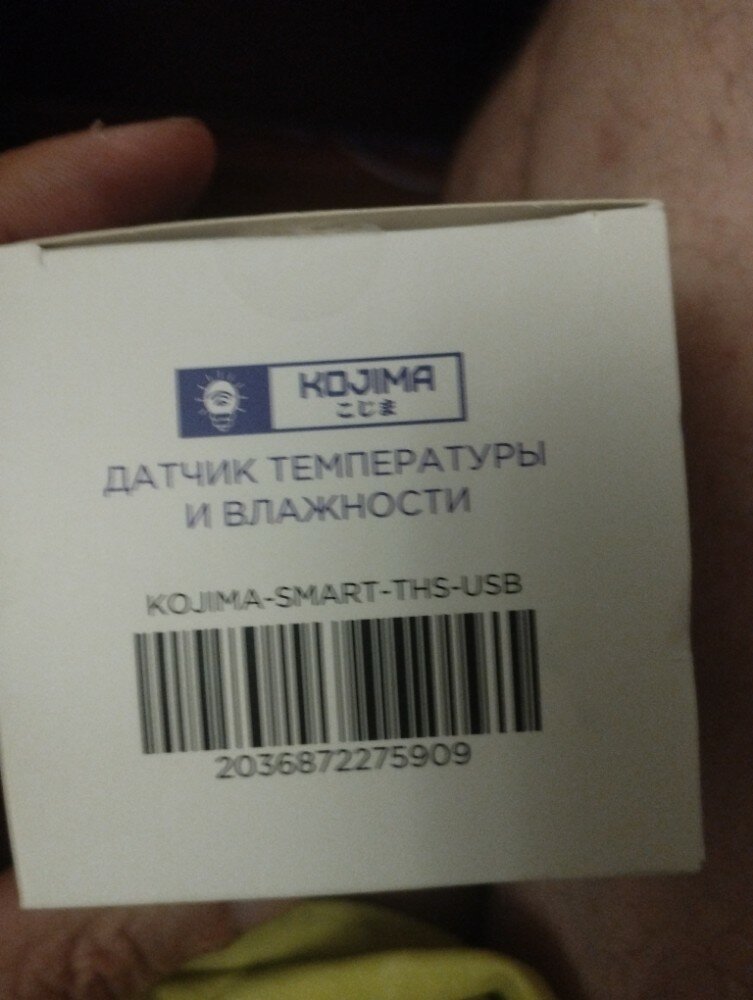 KOJIMA
こじま
ДАТЧИК ТЕМПЕРАТУРЫ
И ВЛАЖНОСТИ
KOJIMA-SMART-THS-USB
2036872275909